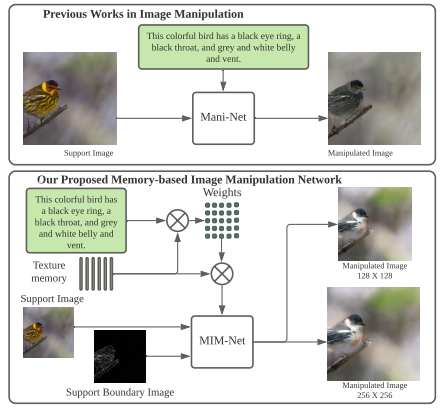 Previous Works in Image Manipulation
This colorful bird has a black eye ring, a
black throat, and grey and white belly
and vent.
Mani-Net
Support Image
Manipulated Image
Our Proposed Memory-based Image Manipulation Network
This colorful bird has
a black eye ring, a
black throat, and grey
and white belly and
vent.
Weights
Texture
memory
Support Image
Manipulated Image
128 X 128
MIM-Net
Support Boundary Image
Manipulated Image
256 X 256